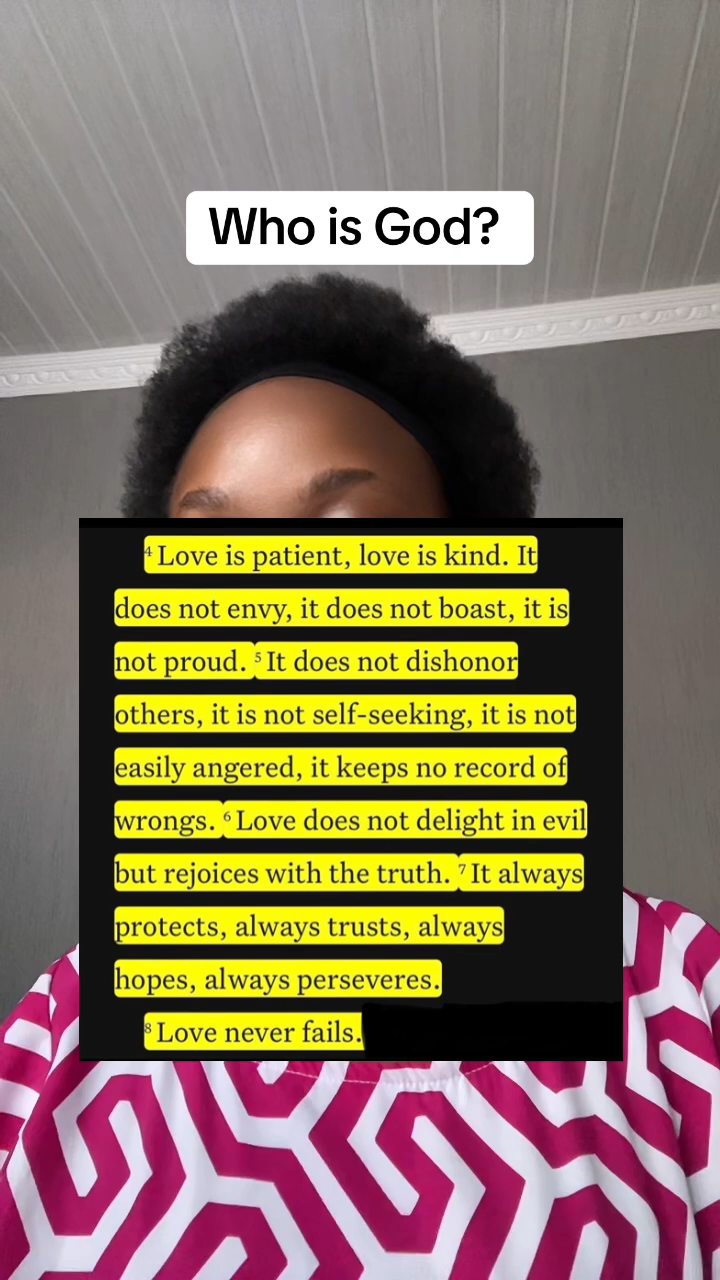 Who is God?
⁴ Love is patient, love is kind. It
does not envy, it does not boast, it is
not proud. ⁵ It does not dishonor
others, it is not self-seeking, it is not
easily angered, it keeps no record of
wrongs. ⁶ Love does not delight in evil
but rejoices with the truth. ⁷ It always
protects, always trusts, always
hopes, always perseveres.
⁸ Love never fails.